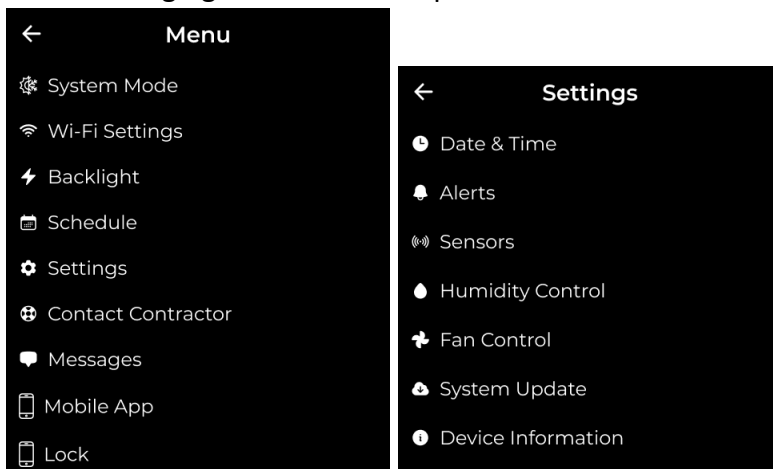 Menu
System Mode
Wi-Fi Settings
Backlight
Schedule
Settings
Contact Contractor
Messages
Mobile App
Lock
Settings
Date & Time
Alerts
Sensors
Humidity Control
Fan Control
System Update
Device Information